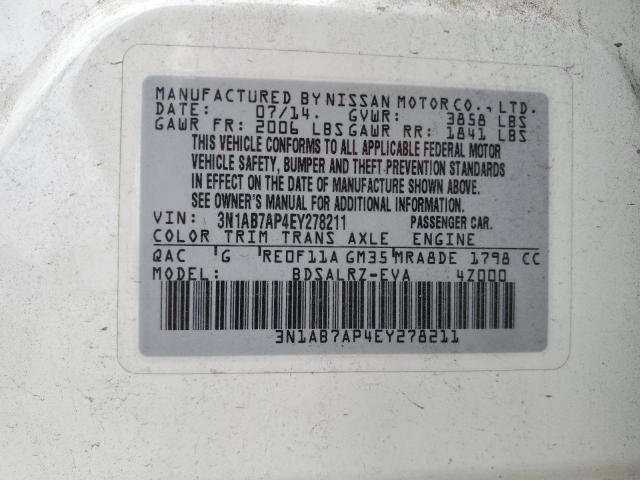 MANUFACTURED BY NISSAN MOTOR CO., LTD.
DATE: 07/14. GVWR: 3858 LBS
GAWR FR: 2006 LBS GAWR RR: 1841 LBS
THIS VEHICLE CONFORMS TO ALL APPLICABLE FEDERAL MOTOR
VEHICLE SAFETY, BUMPER AND THEFT PREVENTION STANDARDS
IN EFFECT ON THE DATE OF MANUFACTURE SHOWN ABOVE.
SEE OWNER'S MANUAL FOR ADDITIONAL INFORMATION.
VIN: 3N1AB7AP4EY278211 PASSENGER CAR.
COLOR TRIM TRANS AXLE ENGINE
QAC G RE0F11A GM35 MRA8DE 1798 CC
MODEL: BDSALRZ-EVA 4Z000
3N1AB7AP4EY278211